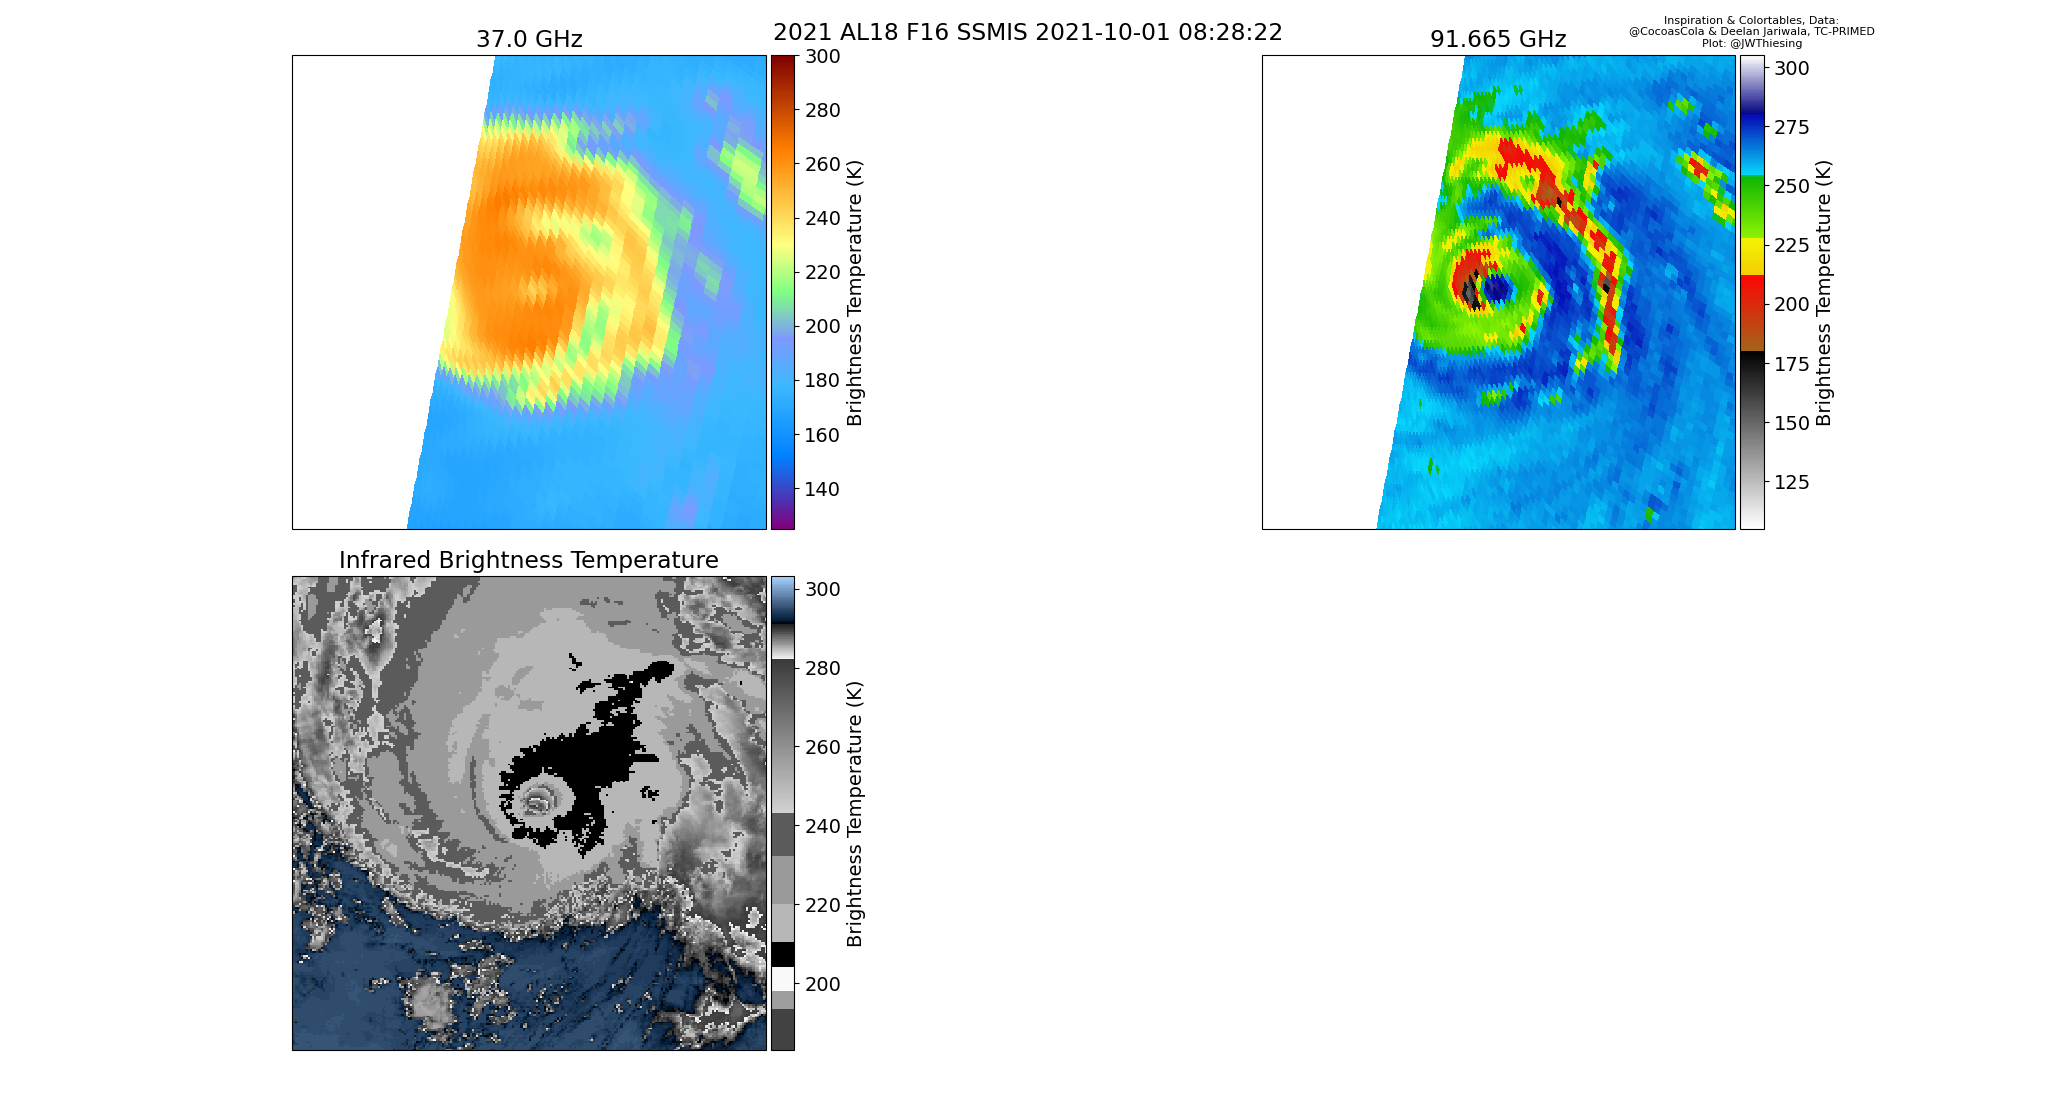 2021 AL18 F16 SSMIS 2021-10-01 08:28:22
Inspiration & Colortables, Data:
@CocoasCola & Deelan Jariwala, TC-PRIMED
Plot: @JWThiesing
37.0 GHz
300
280
260
240
220
200
180
160
140
Brightness Temperature (K)
91.665 GHz
300
275
250
225
200
175
150
125
Brightness Temperature (K)
Infrared Brightness Temperature
300
280
260
240
220
200
Brightness Temperature (K)